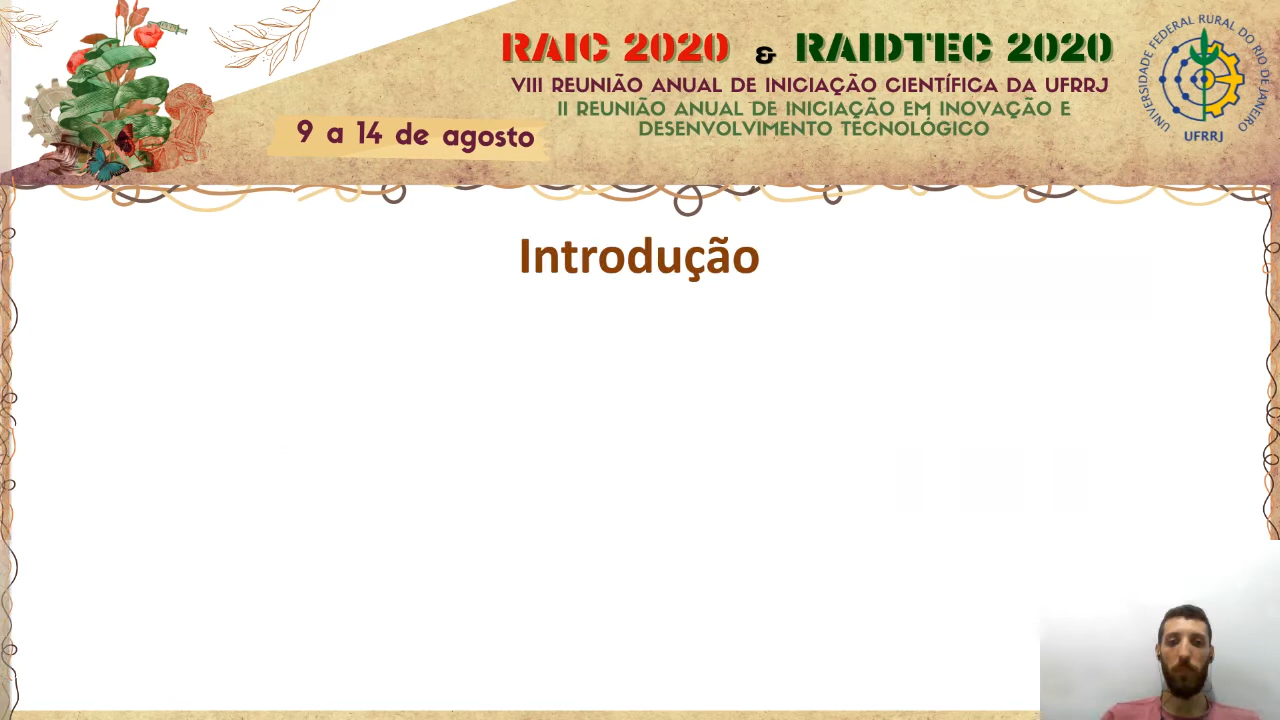 RAIC 2020 & RAIDTEC 2020
VIII REUNIÃO ANUAL DE INICIAÇÃO CIENTÍFICA DA UFRRJ
II REUNIÃO ANUAL DE INICIAÇÃO EM INOVAÇÃO E
DESENVOLVIMENTO TECNOLÓGICO
9 a 14 de agosto
UNIVERSIDADE FEDERAL RURAL DO RIO DE JANEIRO
UFRRJ
Introdução